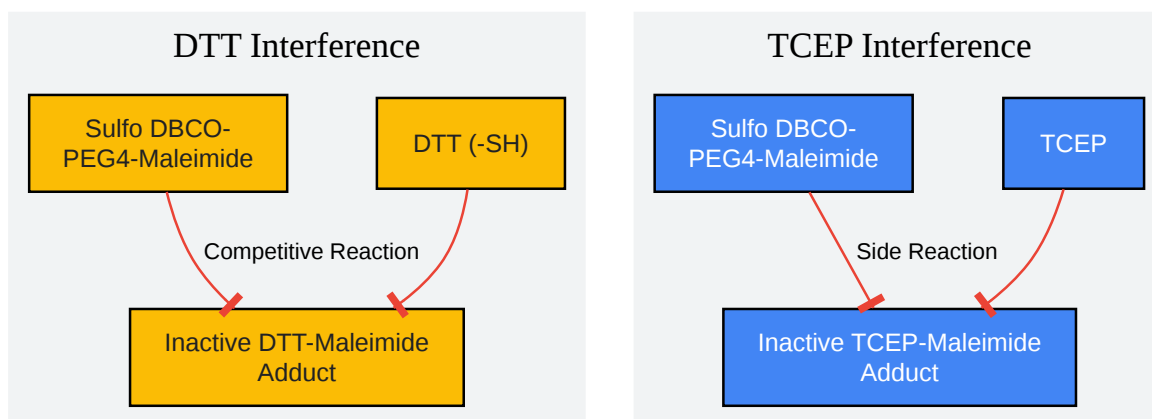 DTT Interference
Sulfo DBCO-
PEG4-Maleimide
DTT (-SH)
Competitive Reaction
Inactive DTT-Maleimide
Adduct
TCEP Interference
Sulfo DBCO-
PEG4-Maleimide
TCEP
Side Reaction
Inactive TCEP-Maleimide
Adduct